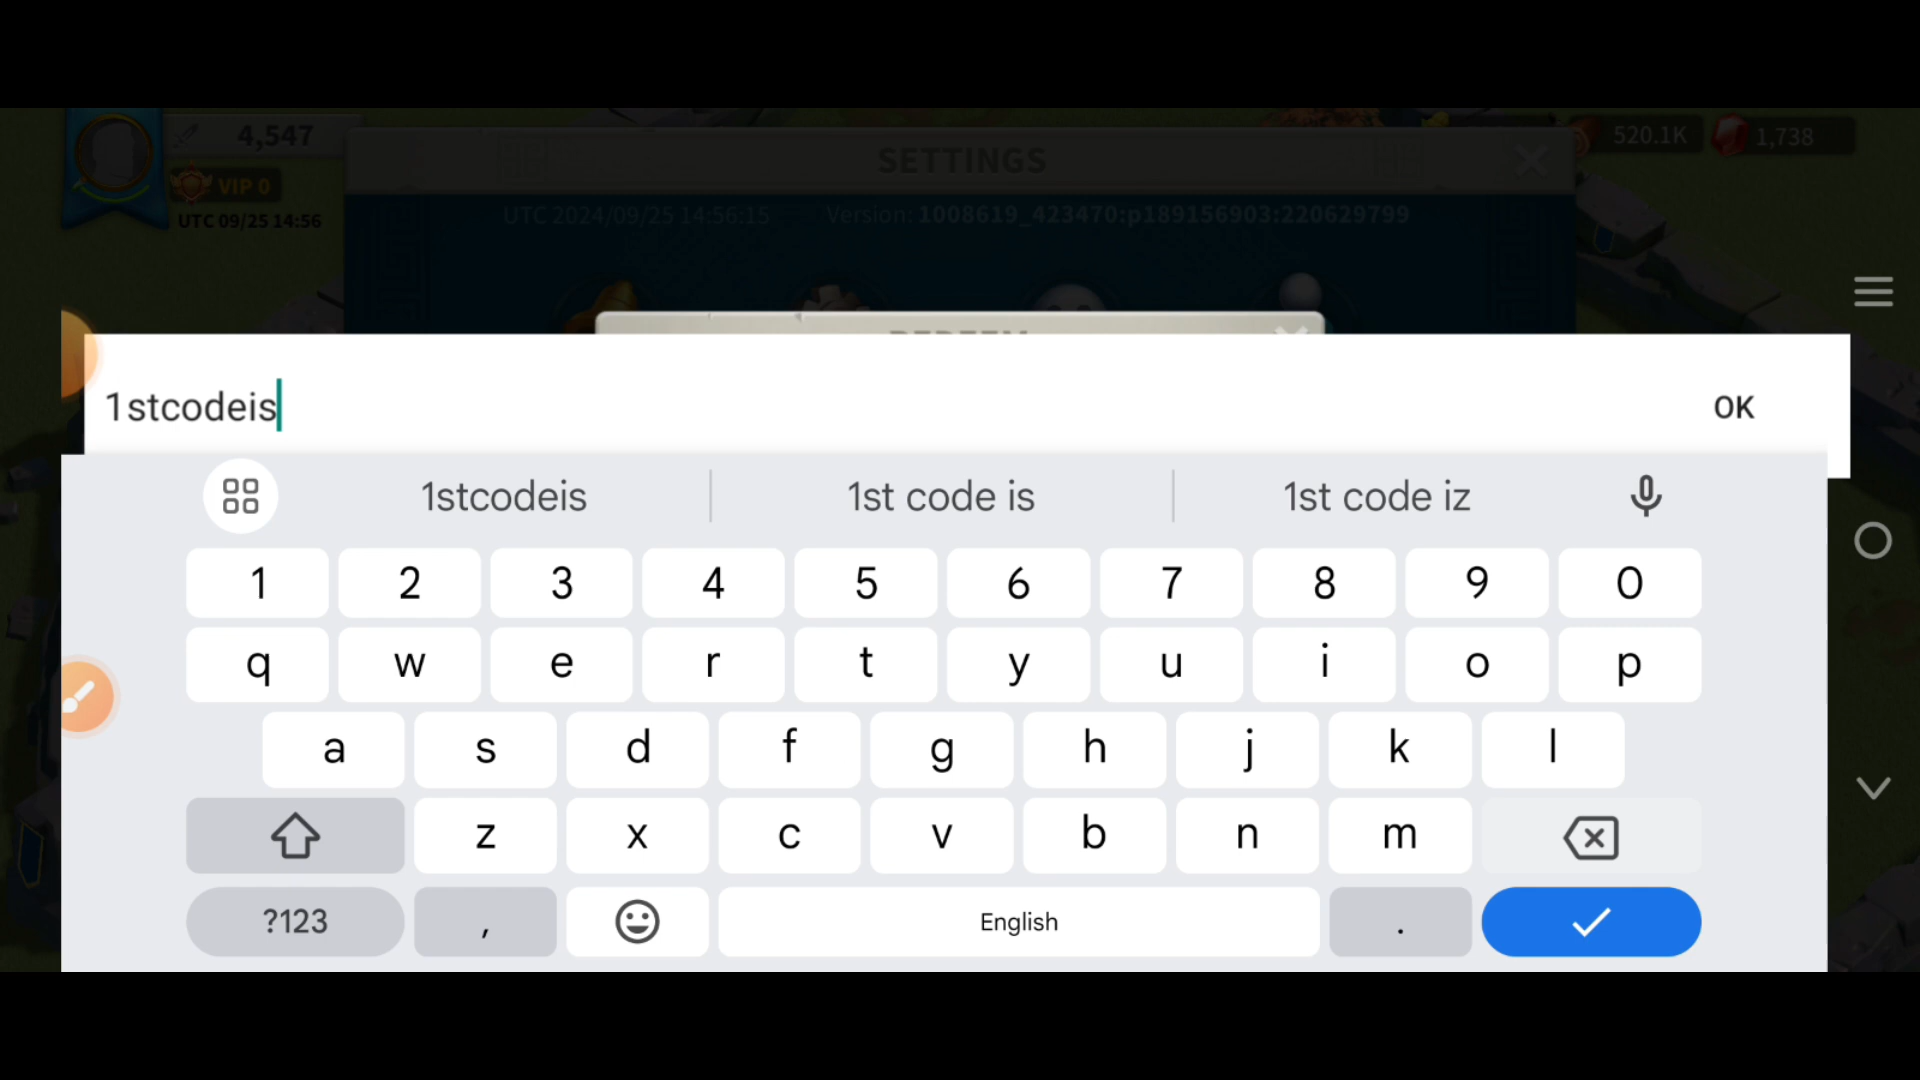 4,547
SETTINGS
520.1K
1,738
VIP 0
UTC 09/25 14:56
UTC 2024/09/25 14:56:15
Version: 1008619_423470:p189156903:220629799
REDEEM
1stcodeis
OK
1stcodeis
1st code is
1st code iz
1 2 3 4 5 6 7 8 9 0
q w e r t y u i o p
a s d f g h j k l
z x c v b n m
?123 , English .